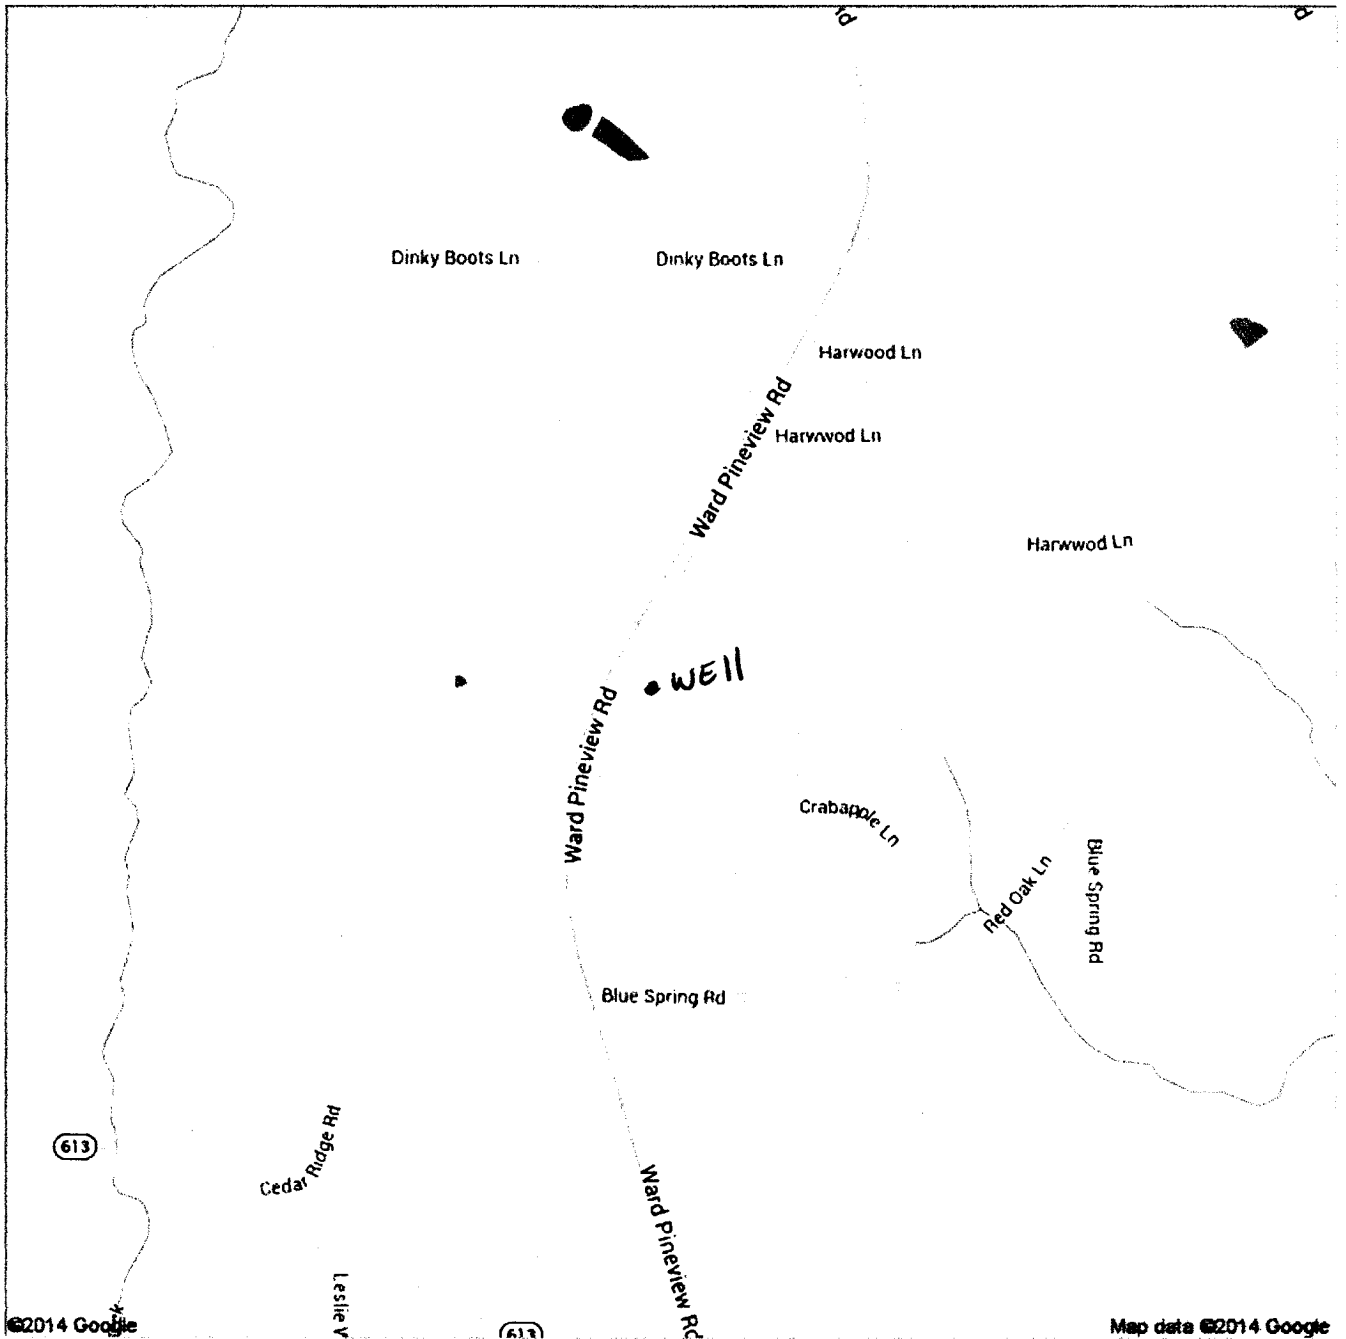 Dinky Boots Ln
Dinky Boots Ln
Harwood Ln
Ward Pineview Rd
Harwwod Ln
Harwwod Ln
WEll
Ward Pineview Rd
Crabapple Ln
Blue Spring Rd
Red Oak Ln
Blue Spring Rd
613
Cedar Ridge Rd
Ward Pineview Rd
Leslie
613
©2014 Google
Map data ©2014 Google